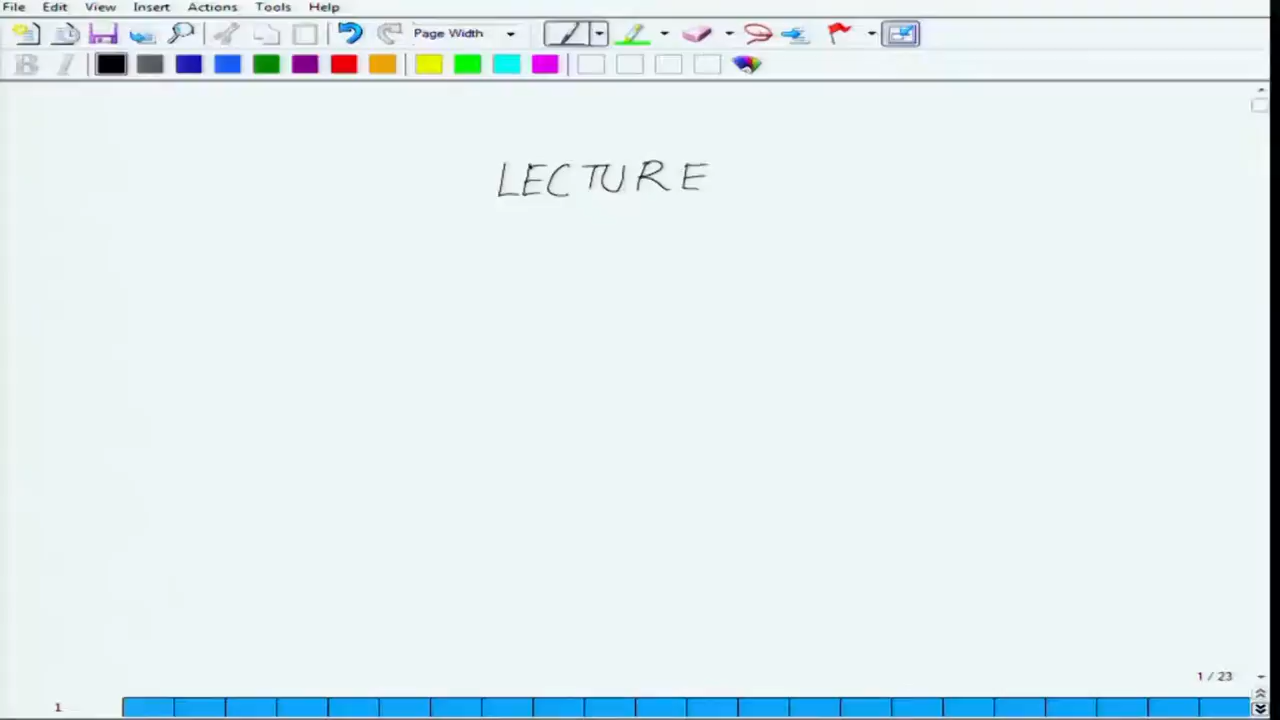 File Edit View Insert Actions Tools Help
Page Width
B I
LECTURE
1 / 23
1